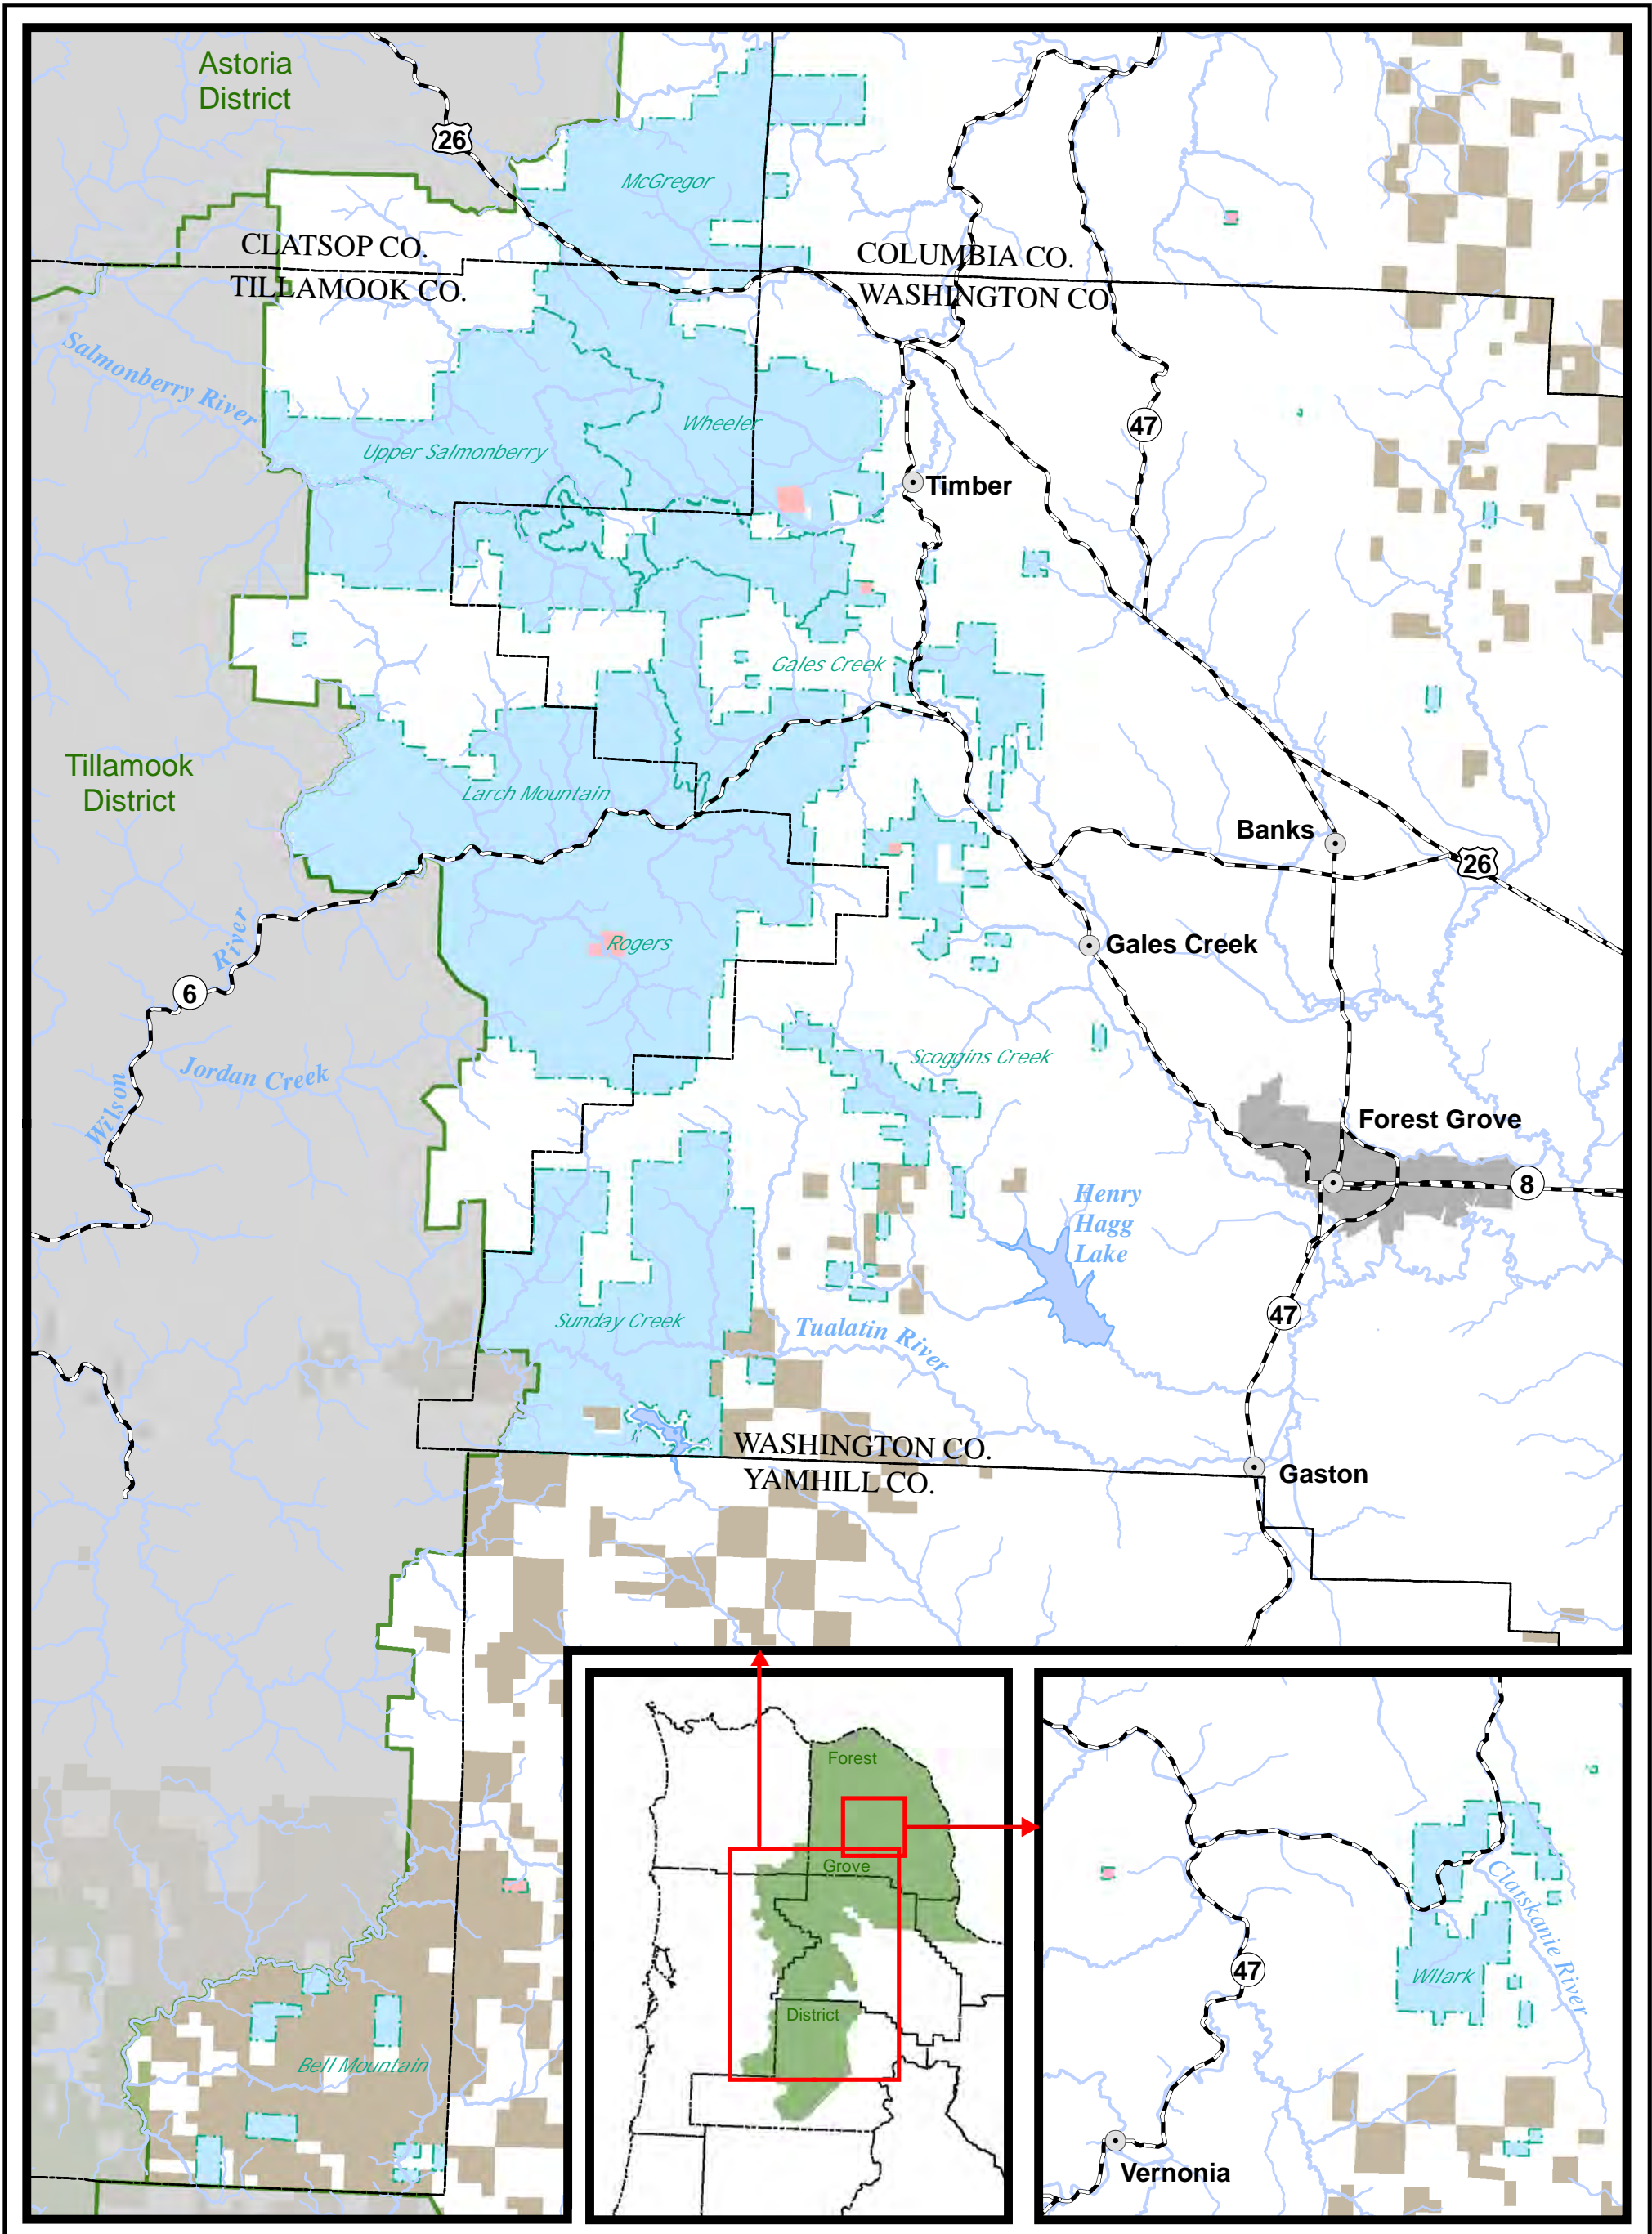 Astoria
District
26
McGregor
CLATSOP CO.
COLUMBIA CO.
TILLAMOOK CO.
WASHINGTON CO.
Salmonberry River
Wheeler
47
Upper Salmonberry
Timber
Gales Creek
Tillamook
District
Larch Mountain
Banks
26
Rogers
Gales Creek
6
Wilson River
Jordan Creek
Scoggins Creek
Forest Grove
8
Henry
Hagg
Lake
Sunday Creek
Tualatin River
47
WASHINGTON CO.
YAMHILL CO.
Gaston
Bell Mountain
Forest
Grove
District
Clatskanie River
47
Wilark
Vernonia